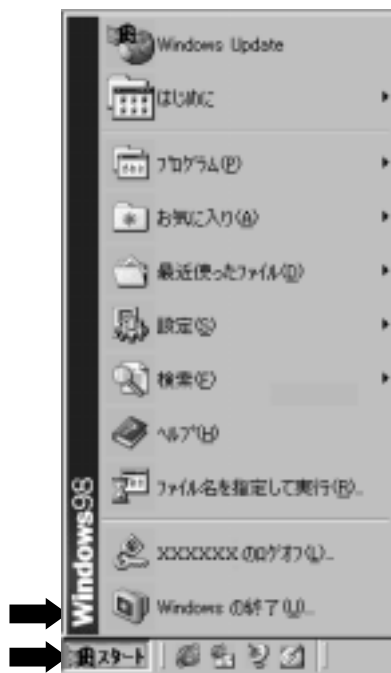 Windows Update
はじめに
プログラム(P)
お気に入り(A)
最近使ったファイル(D)
設定(S)
検索(F)
ヘルプ(H)
ファイル名を指定して実行(R)...
XXXXXX のログオフ(L)...
Windows の終了(U)...
Windows98
スタート